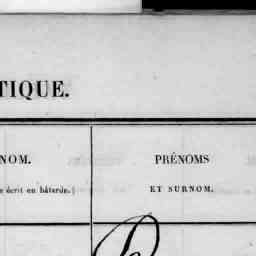 TIQUE.
NOM. PRÉNOMS
e écrit en bâtarde.) ET SURNOM.